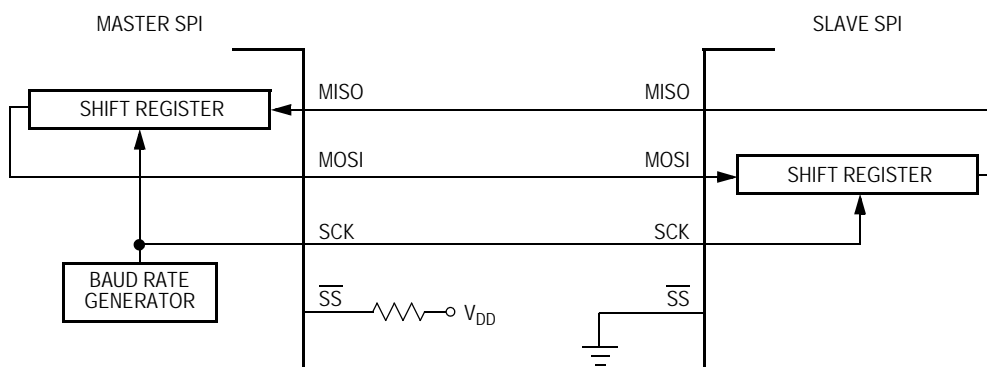 MASTER SPI
SLAVE SPI
SHIFT REGISTER
MISO
MISO
MOSI
MOSI
SHIFT REGISTER
SCK
SCK
BAUD RATE
GENERATOR
SS
VDD
SS